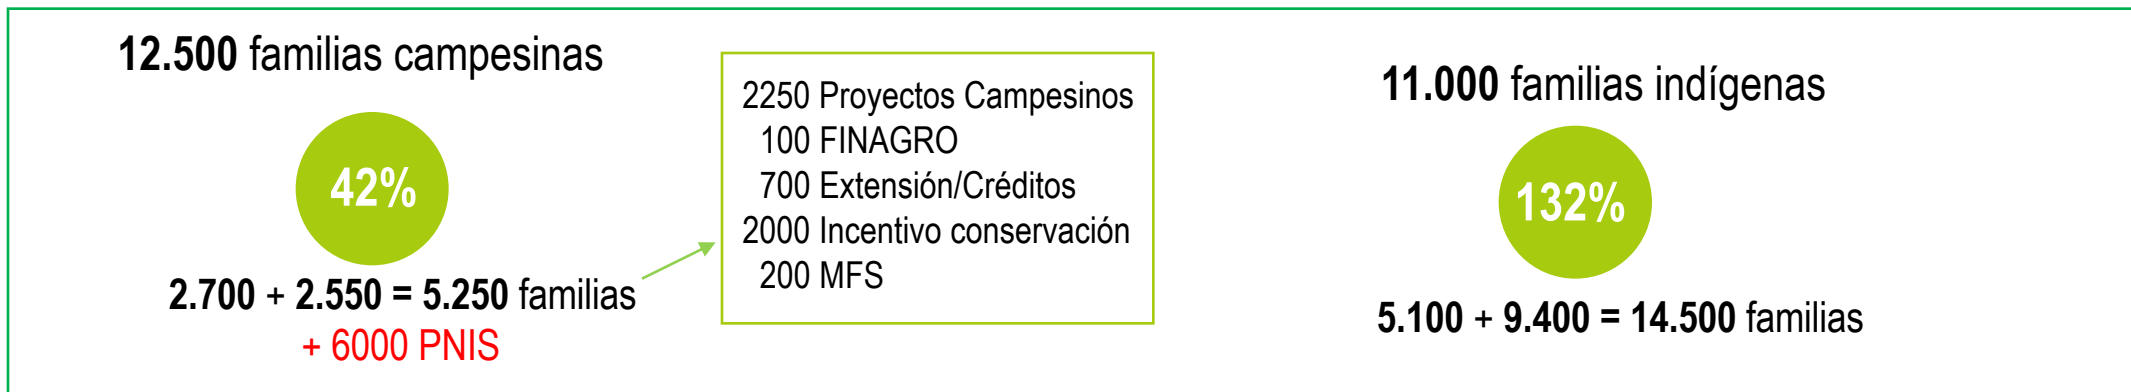 12.500 familias campesinas
42%
2.700 + 2.550 = 5.250 familias
+ 6000 PNIS
2250 Proyectos Campesinos
100 FINAGRO
700 Extensión/Créditos
2000 Incentivo conservación
200 MFS
11.000 familias indígenas
132%
5.100 + 9.400 = 14.500 familias